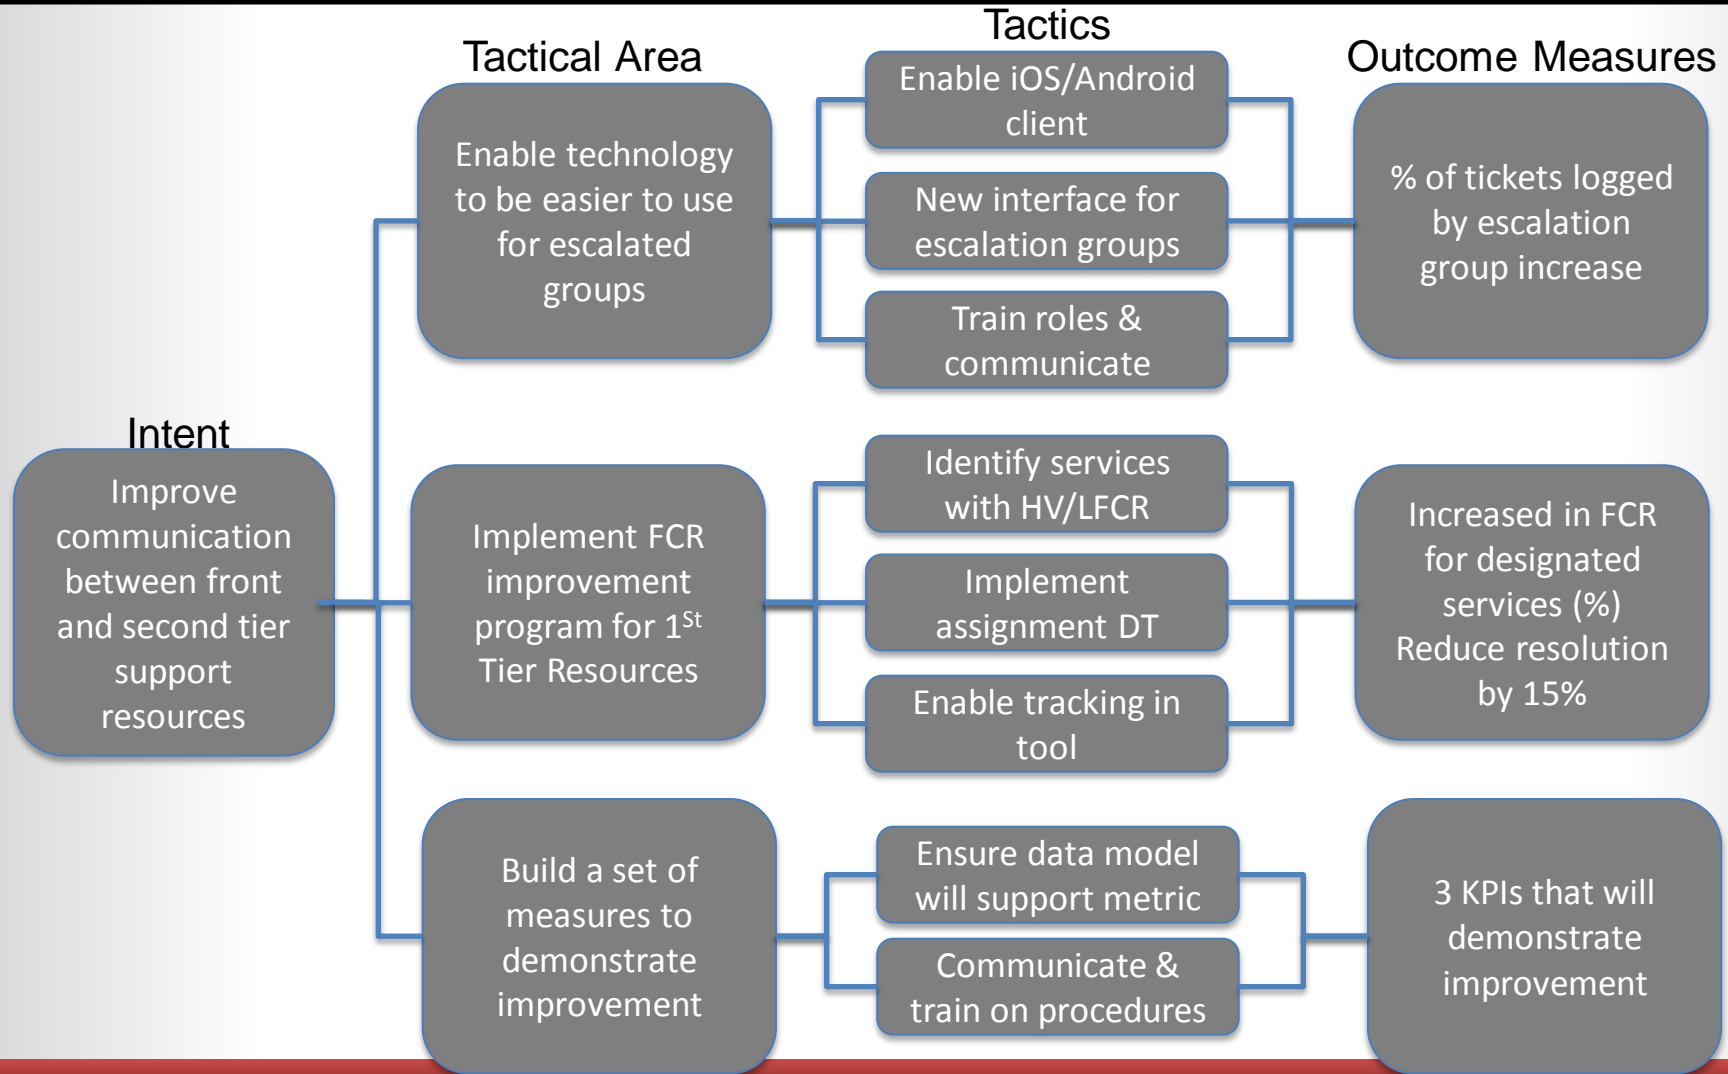 Tactics
Tactical Area
Outcome Measures
Enable technology
to be easier to use
for escalated
groups
Enable iOS/Android
client
New interface for
escalation groups
Train roles &
communicate
% of tickets logged
by escalation
group increase
Intent
Improve
communication
between front
and second tier
support
resources
Implement FCR
improvement
program for 1St
Tier Resources
Identify services
with HV/LFCR
Implement
assignment DT
Enable tracking in
tool
Increased in FCR
for designated
services (%)
Reduce resolution
by 15%
Build a set of
measures to
demonstrate
improvement
Ensure data model
will support metric
Communicate &
train on procedures
3 KPIs that will
demonstrate
improvement